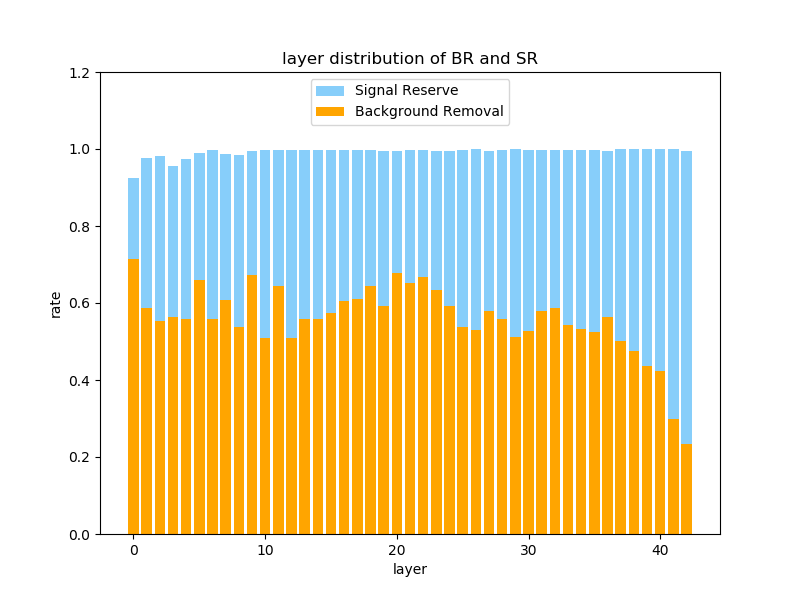 layer distribution of BR and SR
Signal Reserve
Background Removal
rate
1.2
1.0
0.8
0.6
0.4
0.2
0.0
0 10 20 30 40
layer